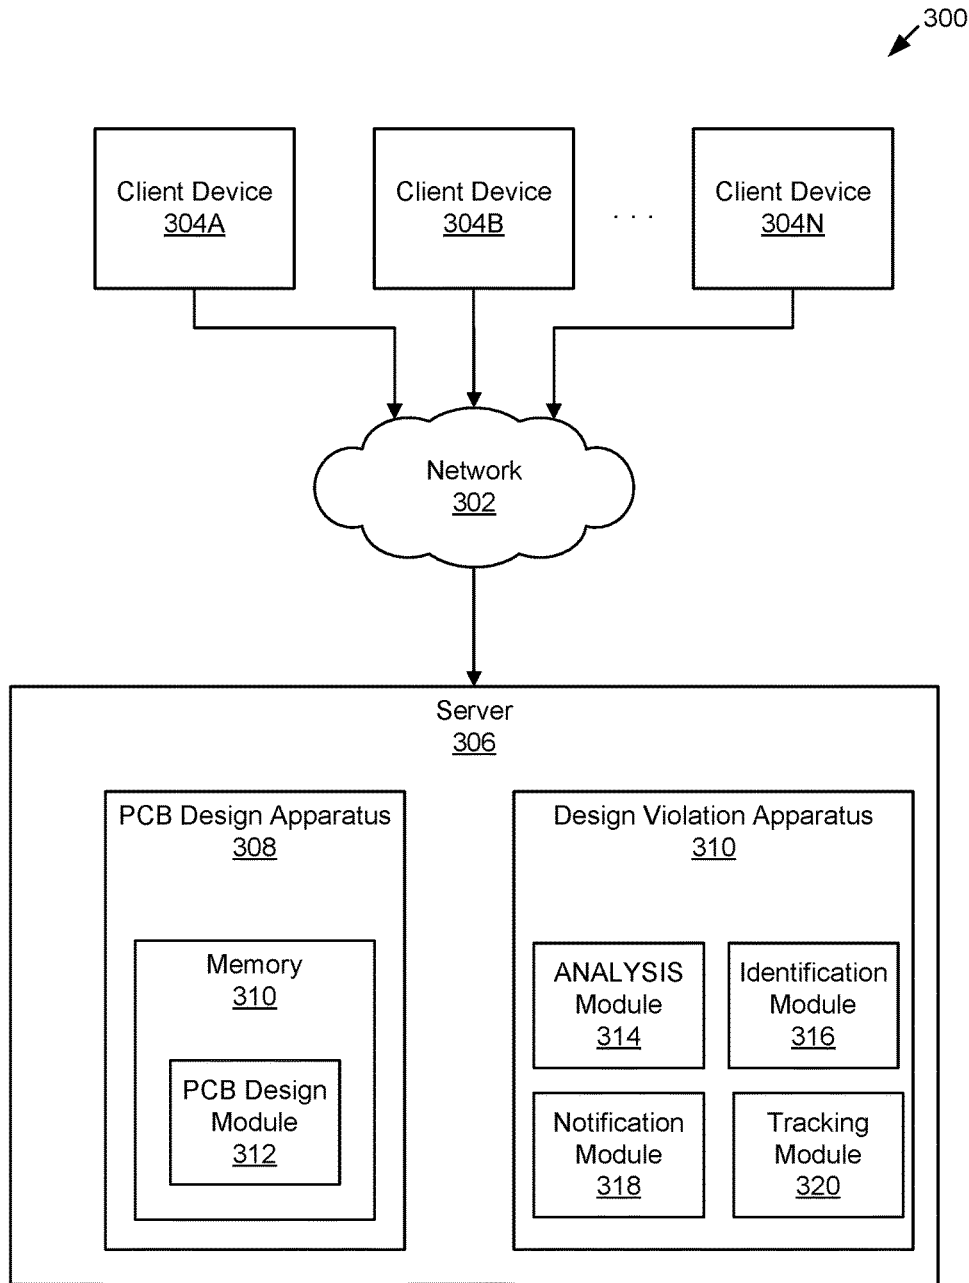 300
Client Device
304A
Client Device
304B
. . .
Client Device
304N
Network
302
Server
306
PCB Design Apparatus
308
Memory
310
PCB Design
Module
312
Design Violation Apparatus
310
ANALYSIS
Module
314
Identification
Module
316
Notification
Module
318
Tracking
Module
320